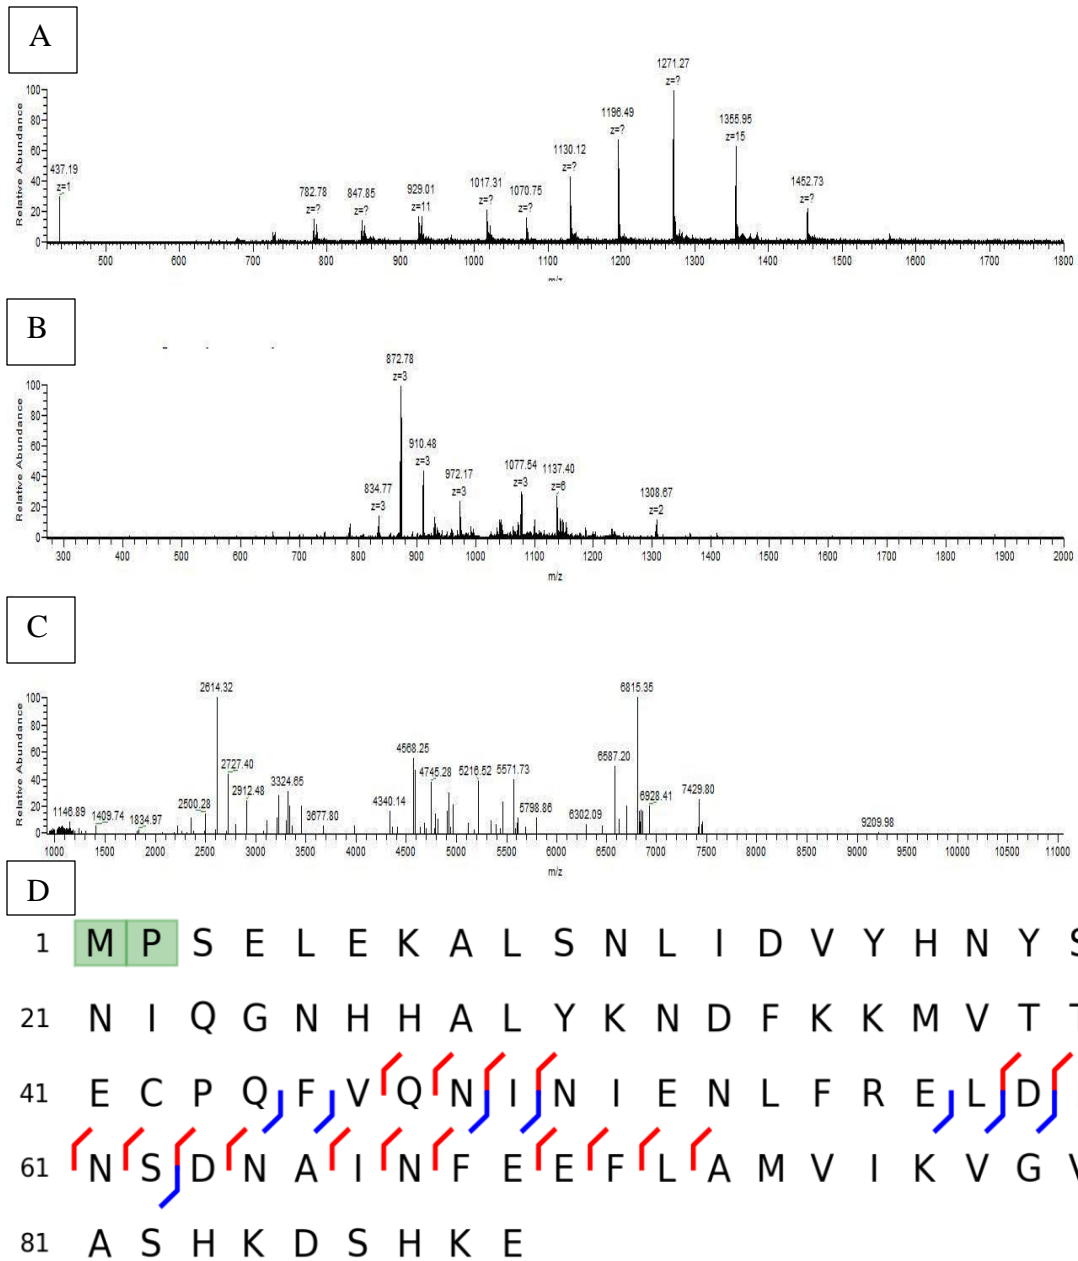 A
1271.27
z=?
1196.49
z=?
1355.95
z=15
1130.12
z=?
437.19
z=1
782.78
z=?
847.85
z=?
929.01
z=11
1017.31
z=?
1070.75
z=?
1452.73
z=?
Relative Abundance
100
80
60
40
20
0
500 600 700 800 900 1000 1100 1200 1300 1400 1500 1600 1700 1800
B
872.78
z=3
910.48
z=3
834.77
z=3
972.17
z=3
1077.54
z=3
1137.40
z=6
1308.67
z=2
Relative Abundance
100
80
60
40
20
0
300 400 500 600 700 800 900 1000 1100 1200 1300 1400 1500 1600 1700 1800 1900 2000
m/z
C
2614.32
6815.35
4568.25
6587.20
2727.40
4745.28
5216.52
5571.73
2912.48
3324.65
2500.28
1146.89
1409.74
1834.97
3677.80
4340.14
5798.86
6302.09
6928.41
7429.80
9209.98
Relative Abundance
100
80
60
40
20
0
1000 1500 2000 2500 3000 3500 4000 4500 5000 5500 6000 6500 7000 7500 8000 8500 9000 9500 10000 10500 11000
m/z
D
1 M P S E L E K A L S N L I D V Y H N Y S
21 N I Q G N H H A L Y K N D F K K M V T T
41 E C P Q F V Q N I N I E N L F R E L D
61 N S D N A I N F E E F L A M V I K V G V
81 A S H K D S H K E